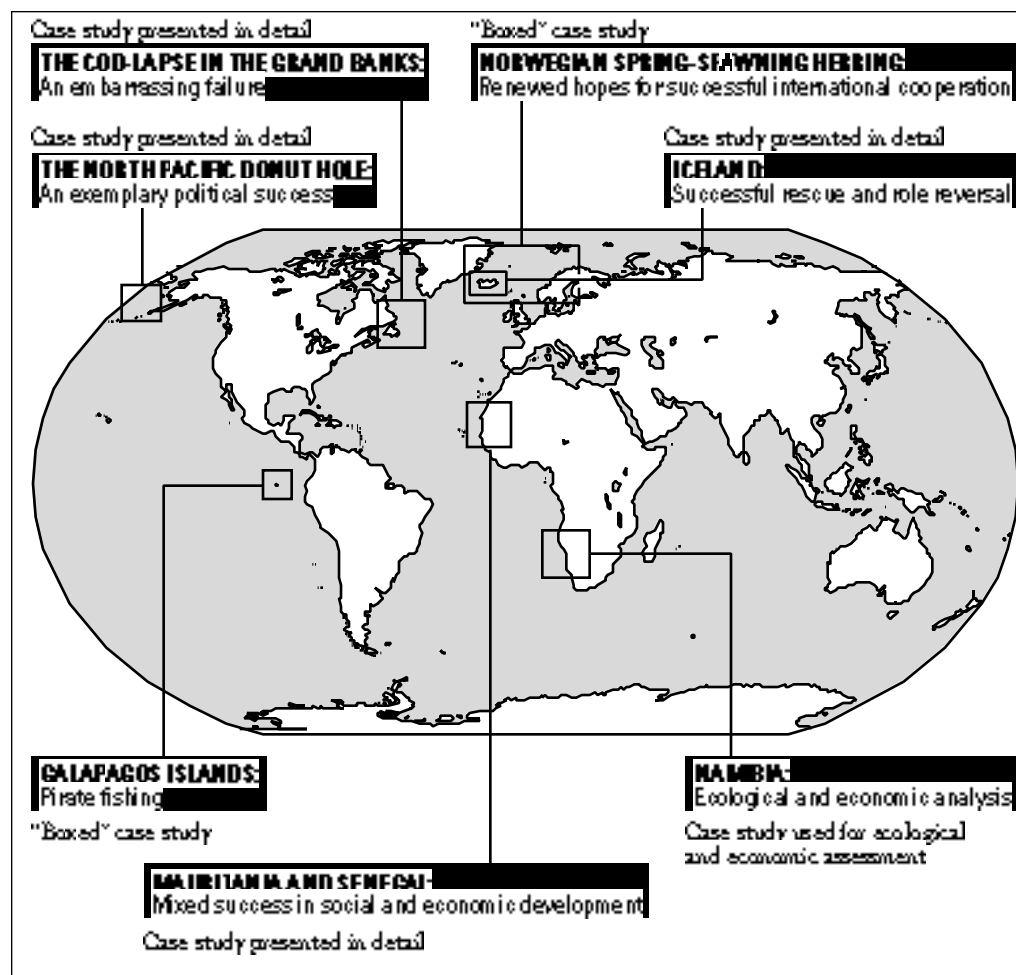 Case study presented in detail
THE COD-LAPSE IN THE GRAND BANKS:
An embarrassing failure
"Boxed" case study
NORWEGIAN SPRING-SPAWNING HERRING:
Renewed hopes for successful international cooperation
Case study presented in detail
THE NORTH PACIFIC DONUT HOLE:
An exemplary political success
Case study presented in detail
ICELAND:
Successful rescue and role reversal
GALAPAGOS ISLANDS:
Pirate fishing
"Boxed" case study
NAMIBIA:
Ecological and economic analysis
Case study used for ecological
and economic assessment
MAURITANIA AND SENEGAL:
Mixed success in social and economic development
Case study presented in detail